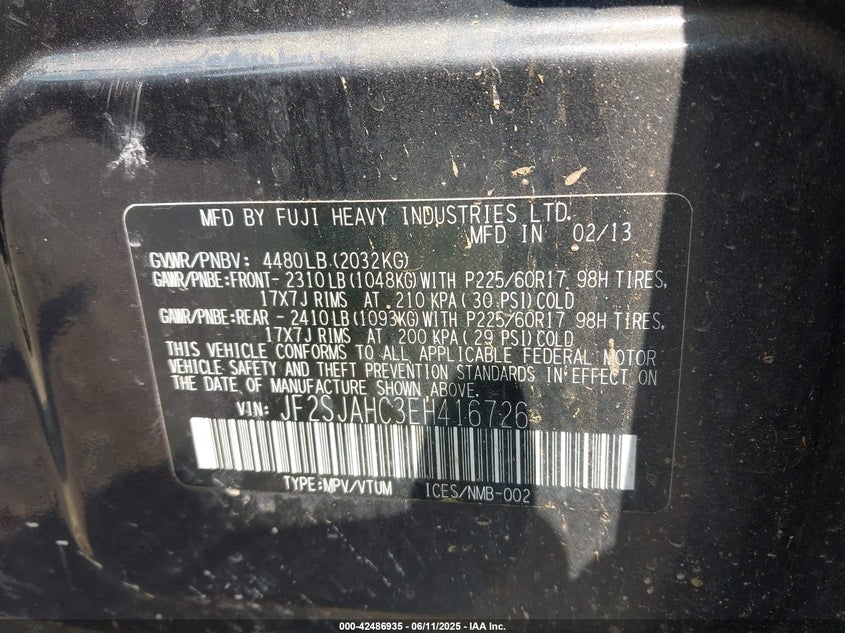 MFD BY FUJI HEAVY INDUSTRIES LTD.
MFD IN 02/13
GVWR/PNBV: 4480LB(2032KG)
GAWR/PNBE:FRONT- 2310LB(1048KG)WITH P225/60R17 98H TIRES,
17X7J RIMS AT 210 KPA(30 PSI)COLD
GAWR/PNBE:REAR - 2410LB(1093KG)WITH P225/60R17 98H TIRES,
17X7J RIMS AT 200 KPA(29 PSI)COLD
THIS VEHICLE CONFORMS TO ALL APPLICABLE FEDERAL MOTOR
VEHICLE SAFETY AND THEFT PREVENTION STANDARDS IN EFFECT ON
THE DATE OF MANUFACTURE SHOWN ABOVE.
VIN: JF2SJAHC3EH416726
TYPE:MPV/VTUM ICES/NMB-002
000-42486935 - 06/11/2025 - IAA Inc.